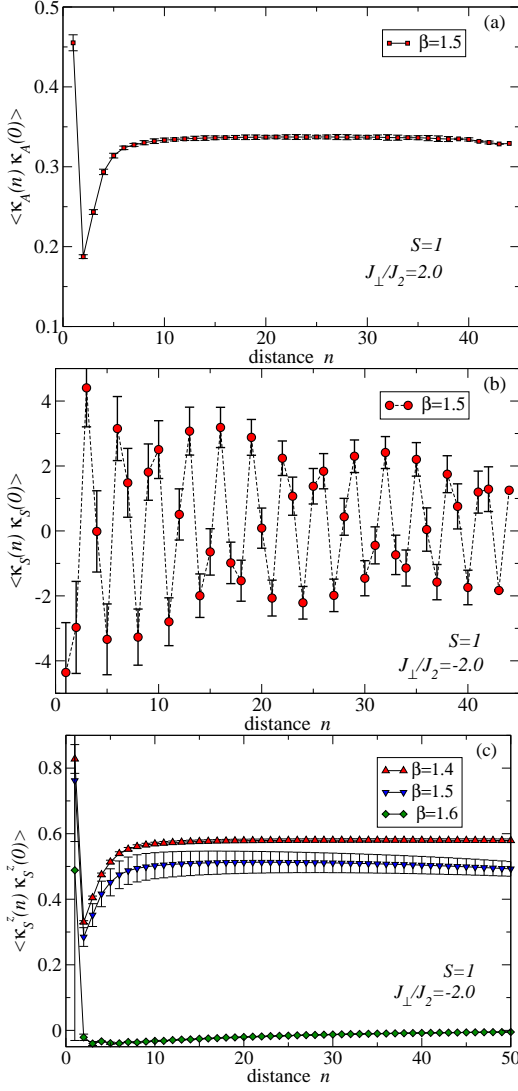 (a)
β=1.5
<κ_A(n) κ_A(0)>
0.5
0.4
0.3
0.2
0.1
S=1
J_⊥/J_2=2.0
0 10 20 30 40
distance n
(b)
β=1.5
<κ_S(n) κ_S(0)>
4
2
0
-2
-4
S=1
J_⊥/J_2=-2.0
0 10 20 30 40
distance n
(c)
β=1.4
β=1.5
β=1.6
<κ_S^z(n) κ_S^z(0)>
0.8
0.6
0.4
0.2
0
S=1
J_⊥/J_2=-2.0
0 10 20 30 40 50
distance n